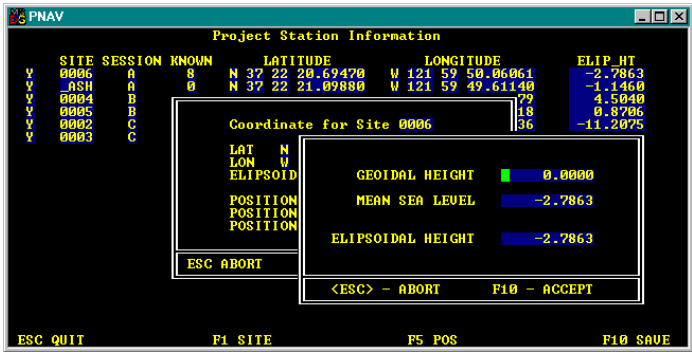 PNAV
Project Station Information
SITE SESSION KNOWN LATITUDE LONGITUDE ELIP_HT
Y 0006 A 8 N 37 22 20.69470 W 121 59 50.06061 -2.7863
Y _ASH A 0 N 37 22 21.09880 W 121 59 49.61140 -1.1460
Y 0004 B 79 4.5040
Y 0005 B 18 0.8706
Y 0002 C 36 -11.2075
Y 0003 C
Coordinate for Site 0006
LAT N
LON W
ELIPSOID
POSITION
POSITION
POSITION
ESC ABORT
GEOIDAL HEIGHT 0.0000
MEAN SEA LEVEL -2.7863
ELIPSOIDAL HEIGHT -2.7863
<ESC> - ABORT F10 - ACCEPT
ESC QUIT F1 SITE F5 POS F10 SAVE